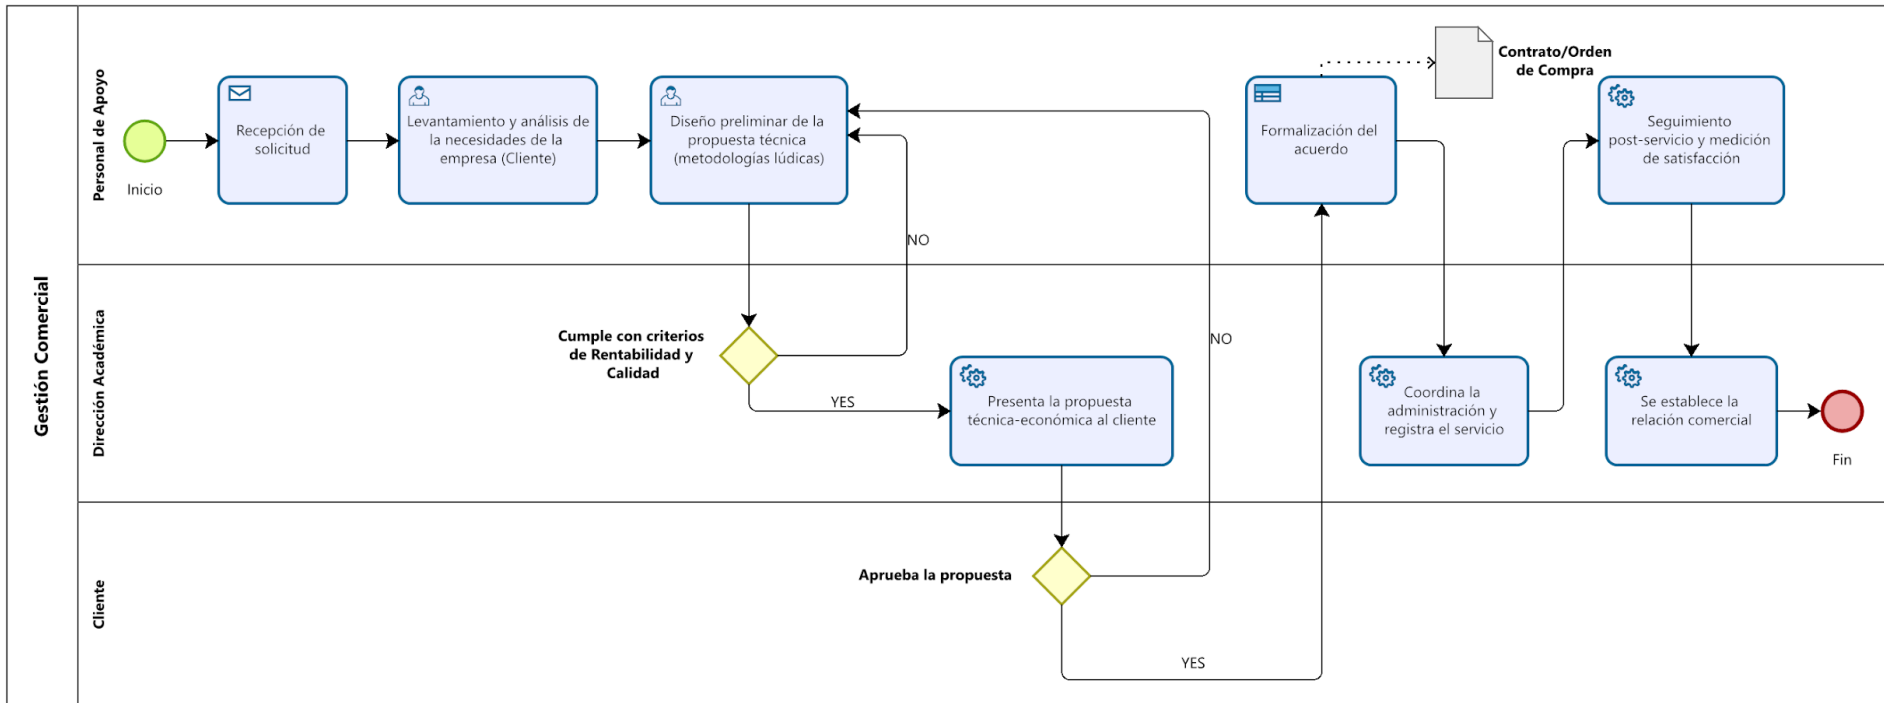 Gestión Comercial
Personal de Apoyo
Inicio
Recepción de
solicitud
Levantamiento y análisis de
la necesidades de la
empresa (Cliente)
Diseño preliminar de la
propuesta técnica
(metodologías lúdicas)
NO
Formalización del
acuerdo
Contrato/Orden
de Compra
Seguimiento
post-servicio y medición
de satisfacción
Dirección Académica
Cumple con criterios
de Rentabilidad y
Calidad
YES
Presenta la propuesta
técnica-económica al cliente
NO
Coordina la
administración y
registra el servicio
Se establece la
relación comercial
Fin
Cliente
Aprueba la propuesta
YES